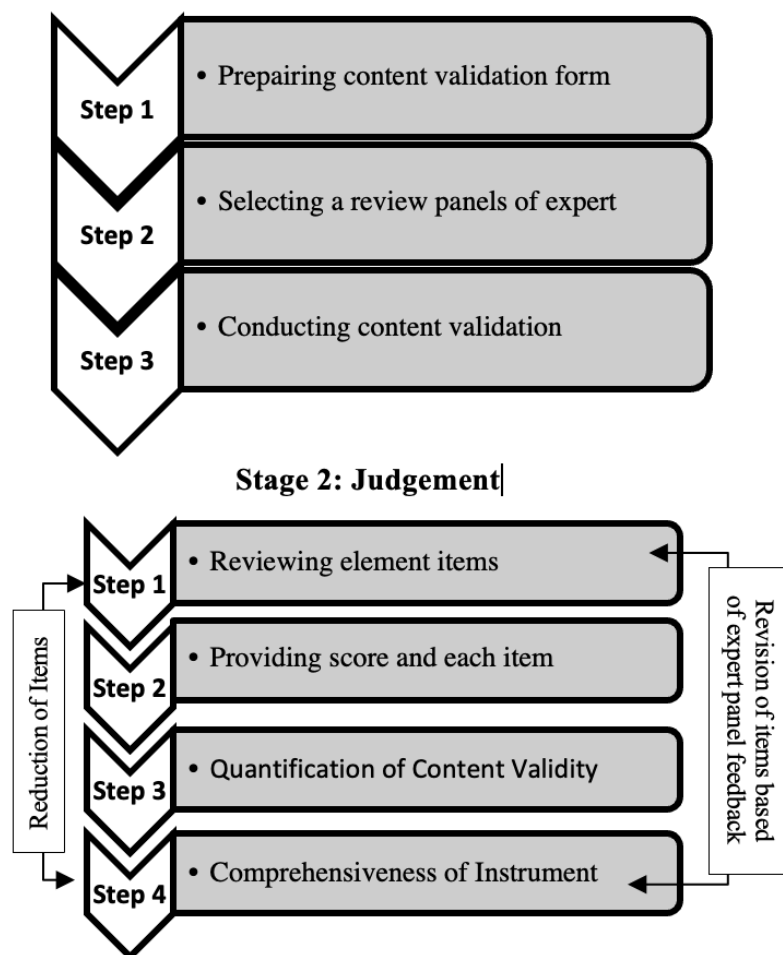 Step 1
• Prepairing content validation form
Step 2
• Selecting a review panels of expert
Step 3
• Conducting content validation
Stage 2: Judgement
Step 1
• Reviewing element items
Step 2
• Providing score and each item
Step 3
• Quantification of Content Validity
Step 4
• Comprehensiveness of Instrument
Reduction of Items
Revision of items based
of expert panel feedback